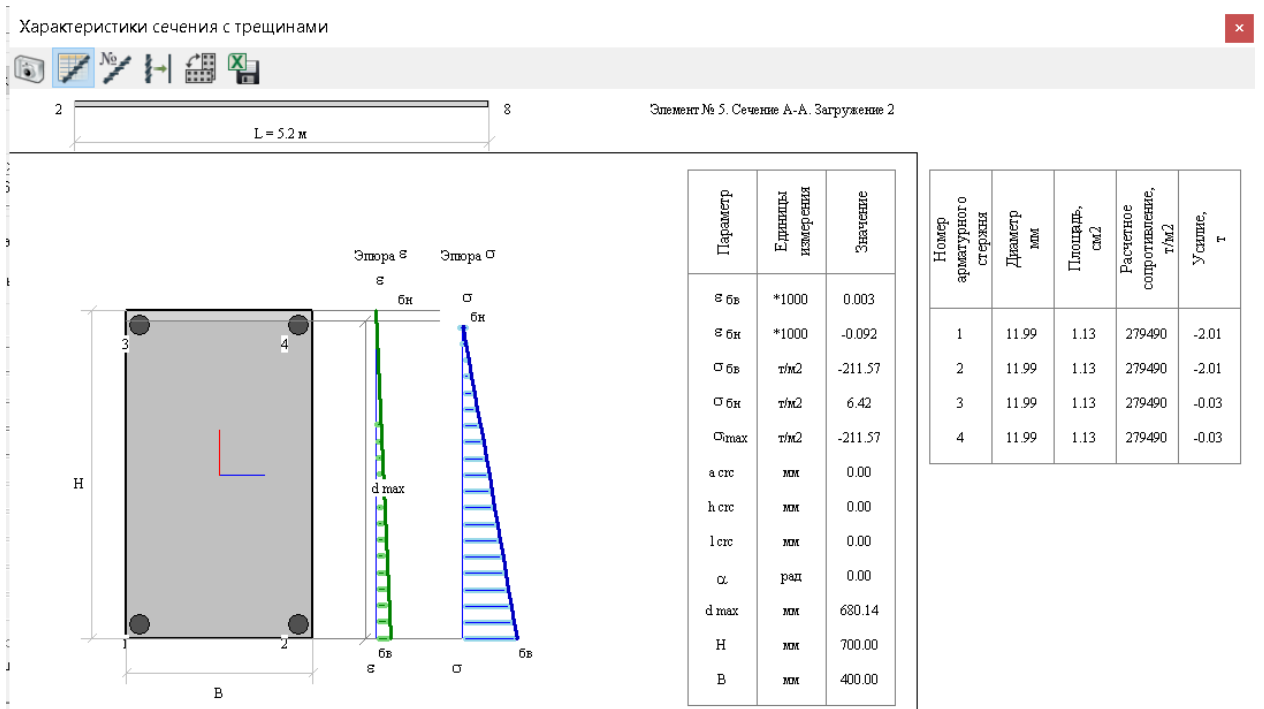 Характеристики сечения с трещинами
№
2
8
Элемент № 5. Сечение А-А. Загружение 2
L = 5.2 м
Эпюра ε
Эпюра σ
ε
бн
σ
бн
3
4
H
d max
1
2
бв
бв
ε
σ
B
Параметр Единицы измерения Значение
ε бв *1000 0.003
ε бн *1000 -0.092
σ бв т/м2 -211.57
σ бн т/м2 6.42
σmax т/м2 -211.57
a crc мм 0.00
h crc мм 0.00
l crc мм 0.00
α рад 0.00
d max мм 680.14
H мм 700.00
B мм 400.00
Номер арматурного стержня Диаметр мм Площадь, см2 Расчетное сопротивление, т/м2 Усилие, т
1 11.99 1.13 279490 -2.01
2 11.99 1.13 279490 -2.01
3 11.99 1.13 279490 -0.03
4 11.99 1.13 279490 -0.03